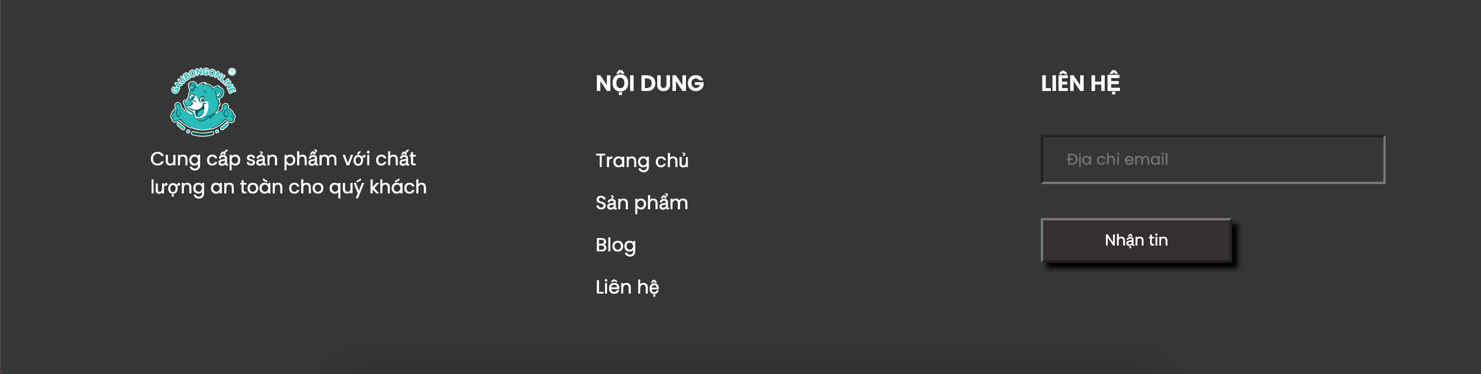 GAUBONGONLINE
Cung cấp sản phẩm với chất
lượng an toàn cho quý khách
NỘI DUNG
Trang chủ
Sản phẩm
Blog
Liên hệ
LIÊN HỆ
Địa chỉ email
Nhận tin